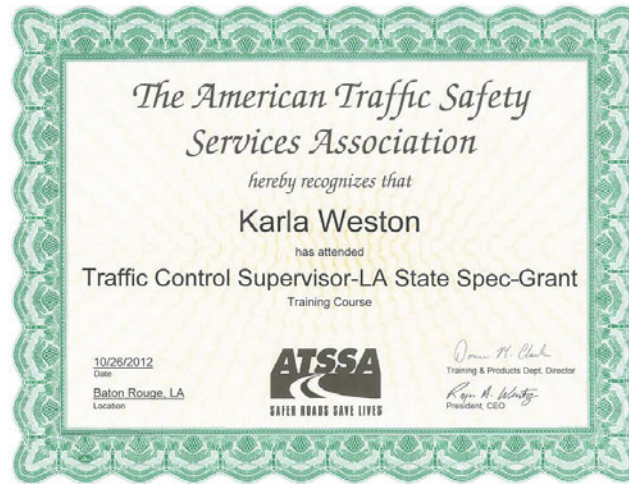 The American Traffic Safety
Services Association
hereby recognizes that
Karla Weston
has attended
Traffic Control Supervisor-LA State Spec-Grant
Training Course
10/26/2012
Date
Baton Rouge, LA
Location
ATSSA
SAFER ROADS SAVE LIVES
Training & Products Dept. Director
President, CEO